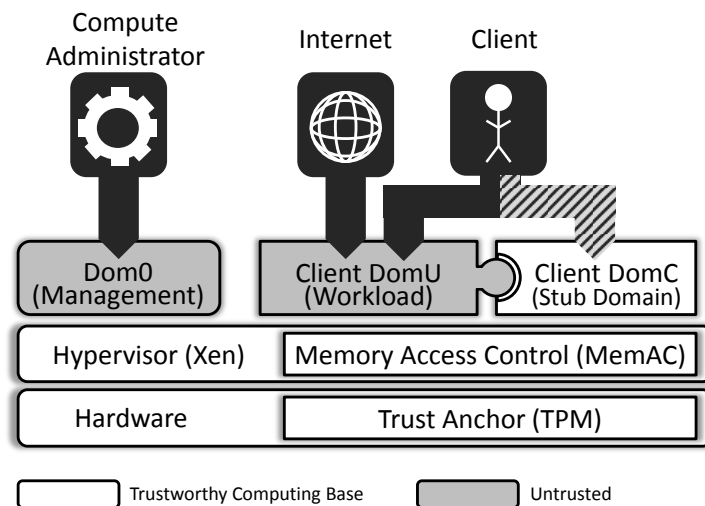 Compute
Administrator
Internet
Client
Dom0
(Management)
Client DomU
(Workload)
Client DomC
(Stub Domain)
Hypervisor (Xen)
Memory Access Control (MemAC)
Hardware
Trust Anchor (TPM)
Trustworthy Computing Base
Untrusted